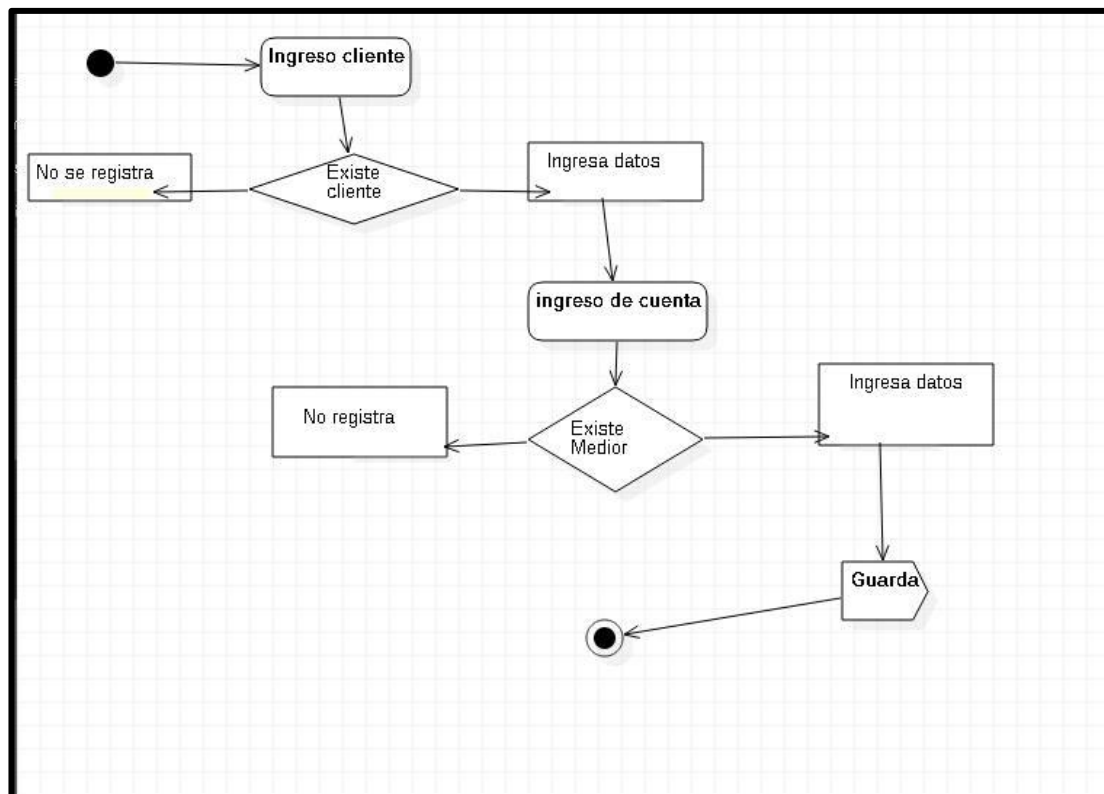 Ingreso cliente
No se registra
Existe
cliente
Ingresa datos
ingreso de cuenta
No registra
Existe
Medior
Ingresa datos
Guarda